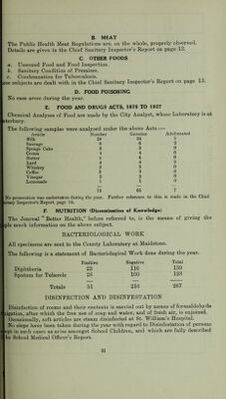 B. MEAT
The Public Health Meat Regulations are, on the whole, properly observed.
Details are given in the Chief Sanitary Inspector's Report on page 13.
C. OTHER FOODS
a. Unsound Food and Food Inspection.
b. Sanitary Condition of Premises.
c. Condemnation for Tuberculosis.
ese subjects are dealt with in the Chief Sanitary Inspector's Report on page 13.
D. FOOD POISONING
No case arose during the year.
E. FOOD AND DRUGS ACTS, 1875 TO 1927
Chemical Analyses of Food are made by the City Analyst, whose Laboratory is at
terbury.
The following samples were analysed under the above Acts:—
Article Number Genuine Adulterated
Milk
Sausage
Sponge Cake
Cream
Butter
Lard
Whiskey
Coffee
Vinegar
Lemonade
No prosecution was undertaken during the year. Further reference to this is made in the Chief
nitary Inspector's Report, page 16.
F. NUTRITION (Dissemination of Knowledge)
The Journal "Better Health," before referred to, is the means of giving the
ple much information on the above subject.
BACTERIOLOGICAL WORK
All specimens are sent to the County Laboratory at Maidstone.
The following is a statement of Bacteriological Work done during the year.
Positive Negative Total
Diphtheria 23 116 139
Sputum for Tubercle 28 100 128
Totals 51 216 267
DISINFECTION AND DISINFESTATION
Disinfection of rooms and their contents is carried out by means of formaldehyde
igation, after which the free use of soap and water, and of fresh air, is enjoined.
Occasionally, soft articles are steam disinfected at St. William's Hospital.
No steps have been taken during the year with regard to Disinfestation of persons
ept in such cases as arise amongst School Children, and which are fully described
he School Medical Officer's Report.